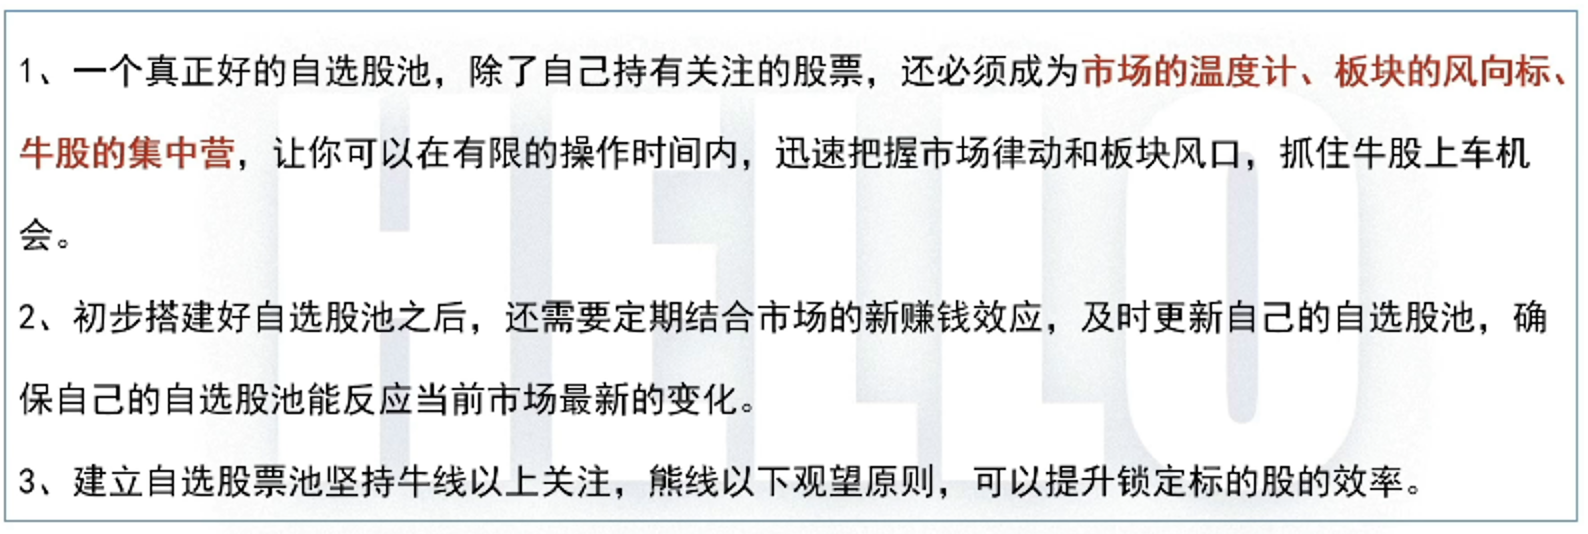 1、一个真正好的自选股池，除了自己持有关注的股票，还必须成为市场的温度计、板块的风向标、
牛股的集中营，让你可以在有限的操作时间内，迅速把握市场律动和板块风口，抓住牛股上车机
会。
2、初步搭建好自选股池之后，还需要定期结合市场的新赚钱效应，及时更新自己的自选股池，确
保自己的自选股池能反应当前市场最新的变化。
3、建立自选股票池坚持牛线以上关注，熊线以下观望原则，可以提升锁定标的股的效率。
HELLO